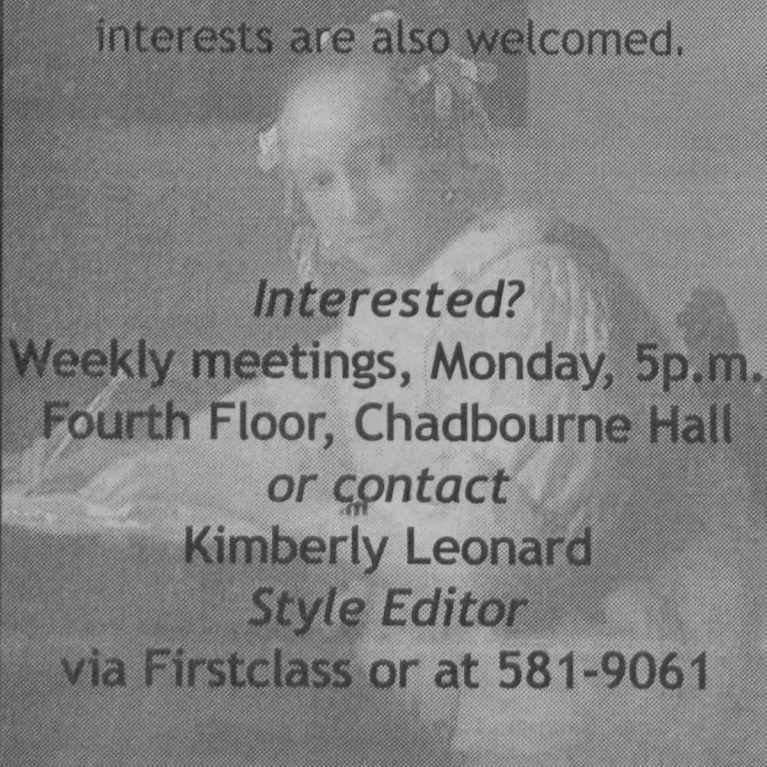 interests are also welcomed.
Interested?
Weekly meetings, Monday, 5p.m.
Fourth Floor, Chadbourne Hall
or contact
Kimberly Leonard
Style Editor
via Firstclass or at 581-9061